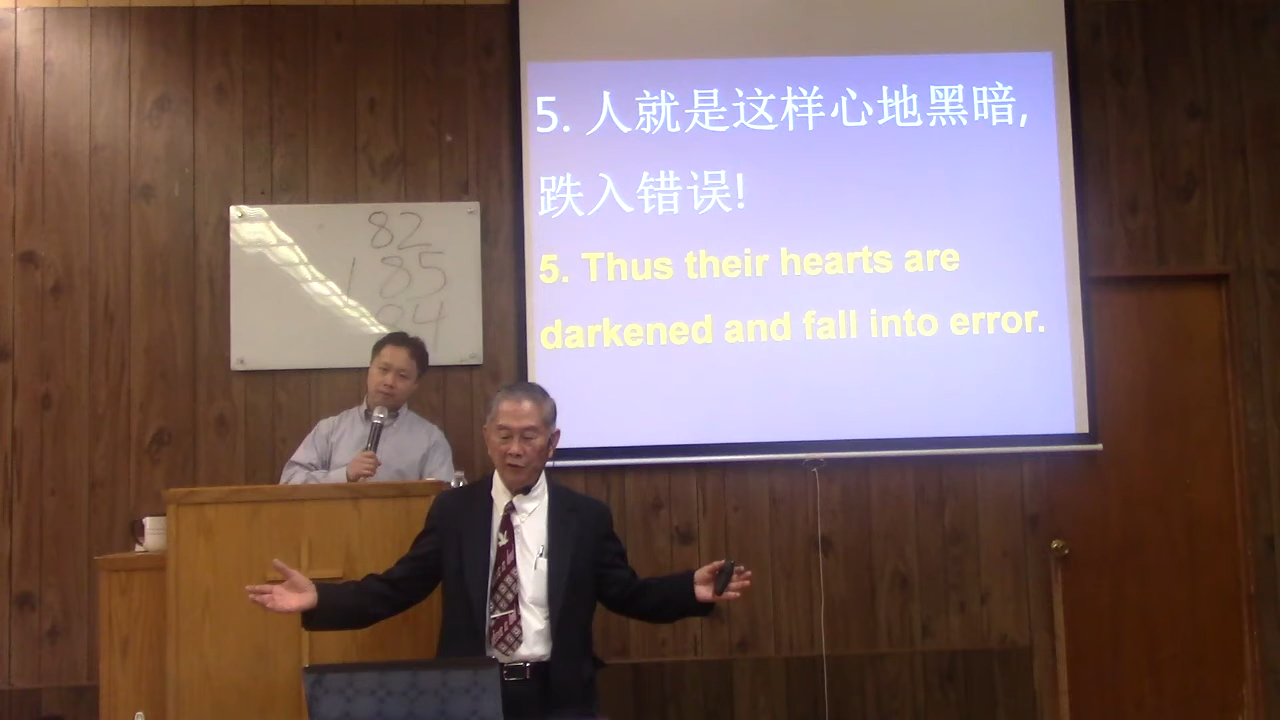 5. 人就是这样心地黑暗,
跌入错误!
5. Thus their hearts are
darkened and fall into error.
82
185